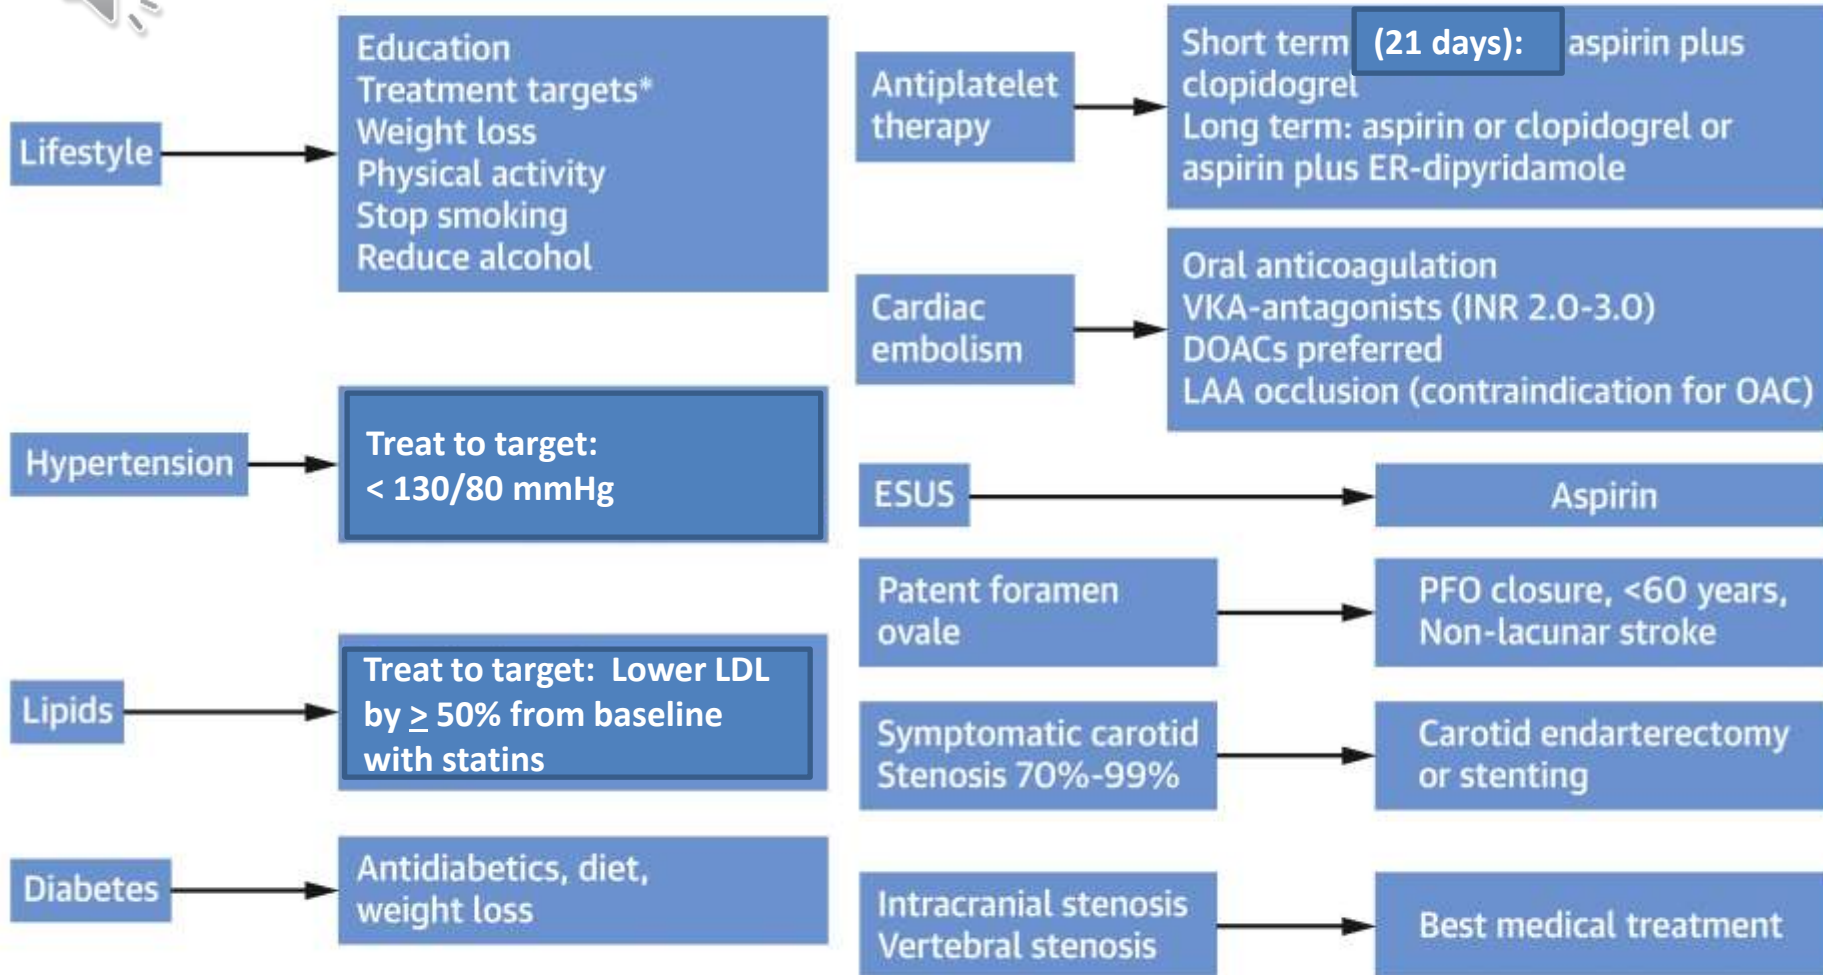 Lifestyle
Education
Treatment targets*
Weight loss
Physical activity
Stop smoking
Reduce alcohol
Hypertension
Treat to target:
< 130/80 mmHg
Lipids
Treat to target:  Lower LDL
by ≥ 50% from baseline
with statins
Diabetes
Antidiabetics, diet,
weight loss
Antiplatelet
therapy
Short term (21 days): aspirin plus
clopidogrel
Long term: aspirin or clopidogrel or
aspirin plus ER-dipyridamole
Cardiac
embolism
Oral anticoagulation
VKA-antagonists (INR 2.0-3.0)
DOACs preferred
LAA occlusion (contraindication for OAC)
ESUS
Aspirin
Patent foramen
ovale
PFO closure, <60 years,
Non-lacunar stroke
Symptomatic carotid
Stenosis 70%-99%
Carotid endarterectomy
or stenting
Intracranial stenosis
Vertebral stenosis
Best medical treatment